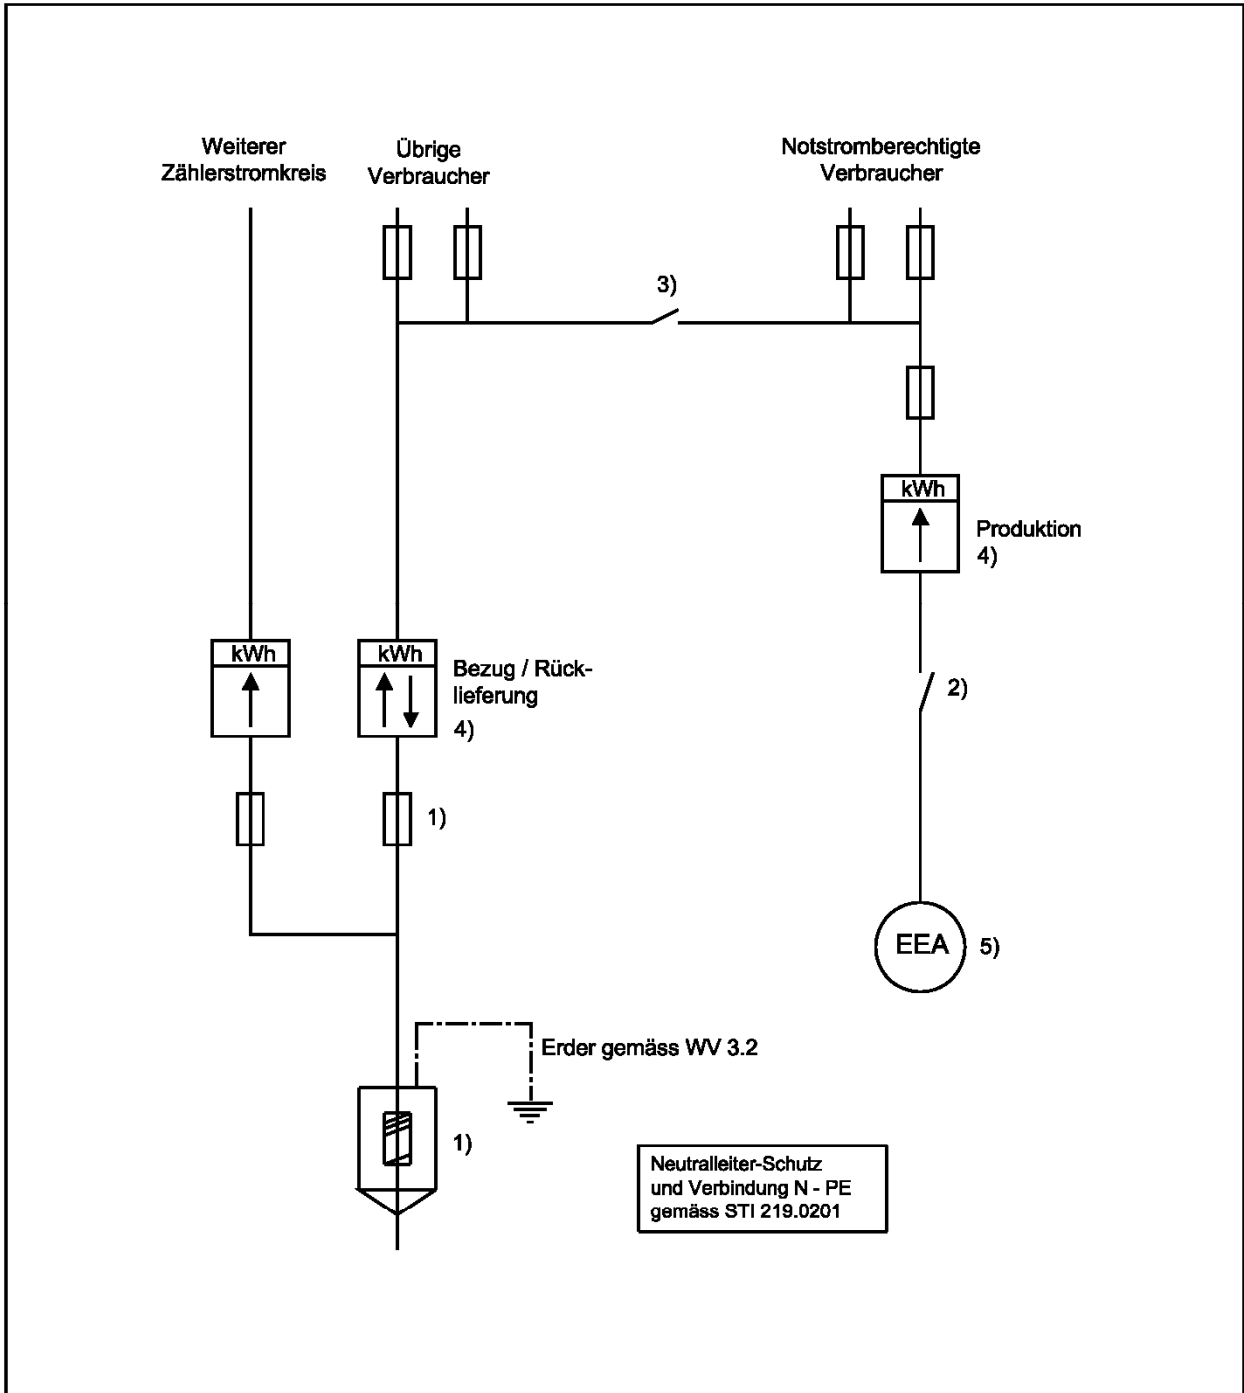 Weiterer
Zählerstromkreis
Übrige
Verbraucher
Notstromberechtigte
Verbraucher
3)
kWh
Produktion
4)
kWh
kWh
Bezug / Rück-
lieferung
4)
2)
1)
EEA
5)
Erder gemäss WV 3.2
1)
Neutralleiter-Schutz
und Verbindung N - PE
gemäss STI 219.0201